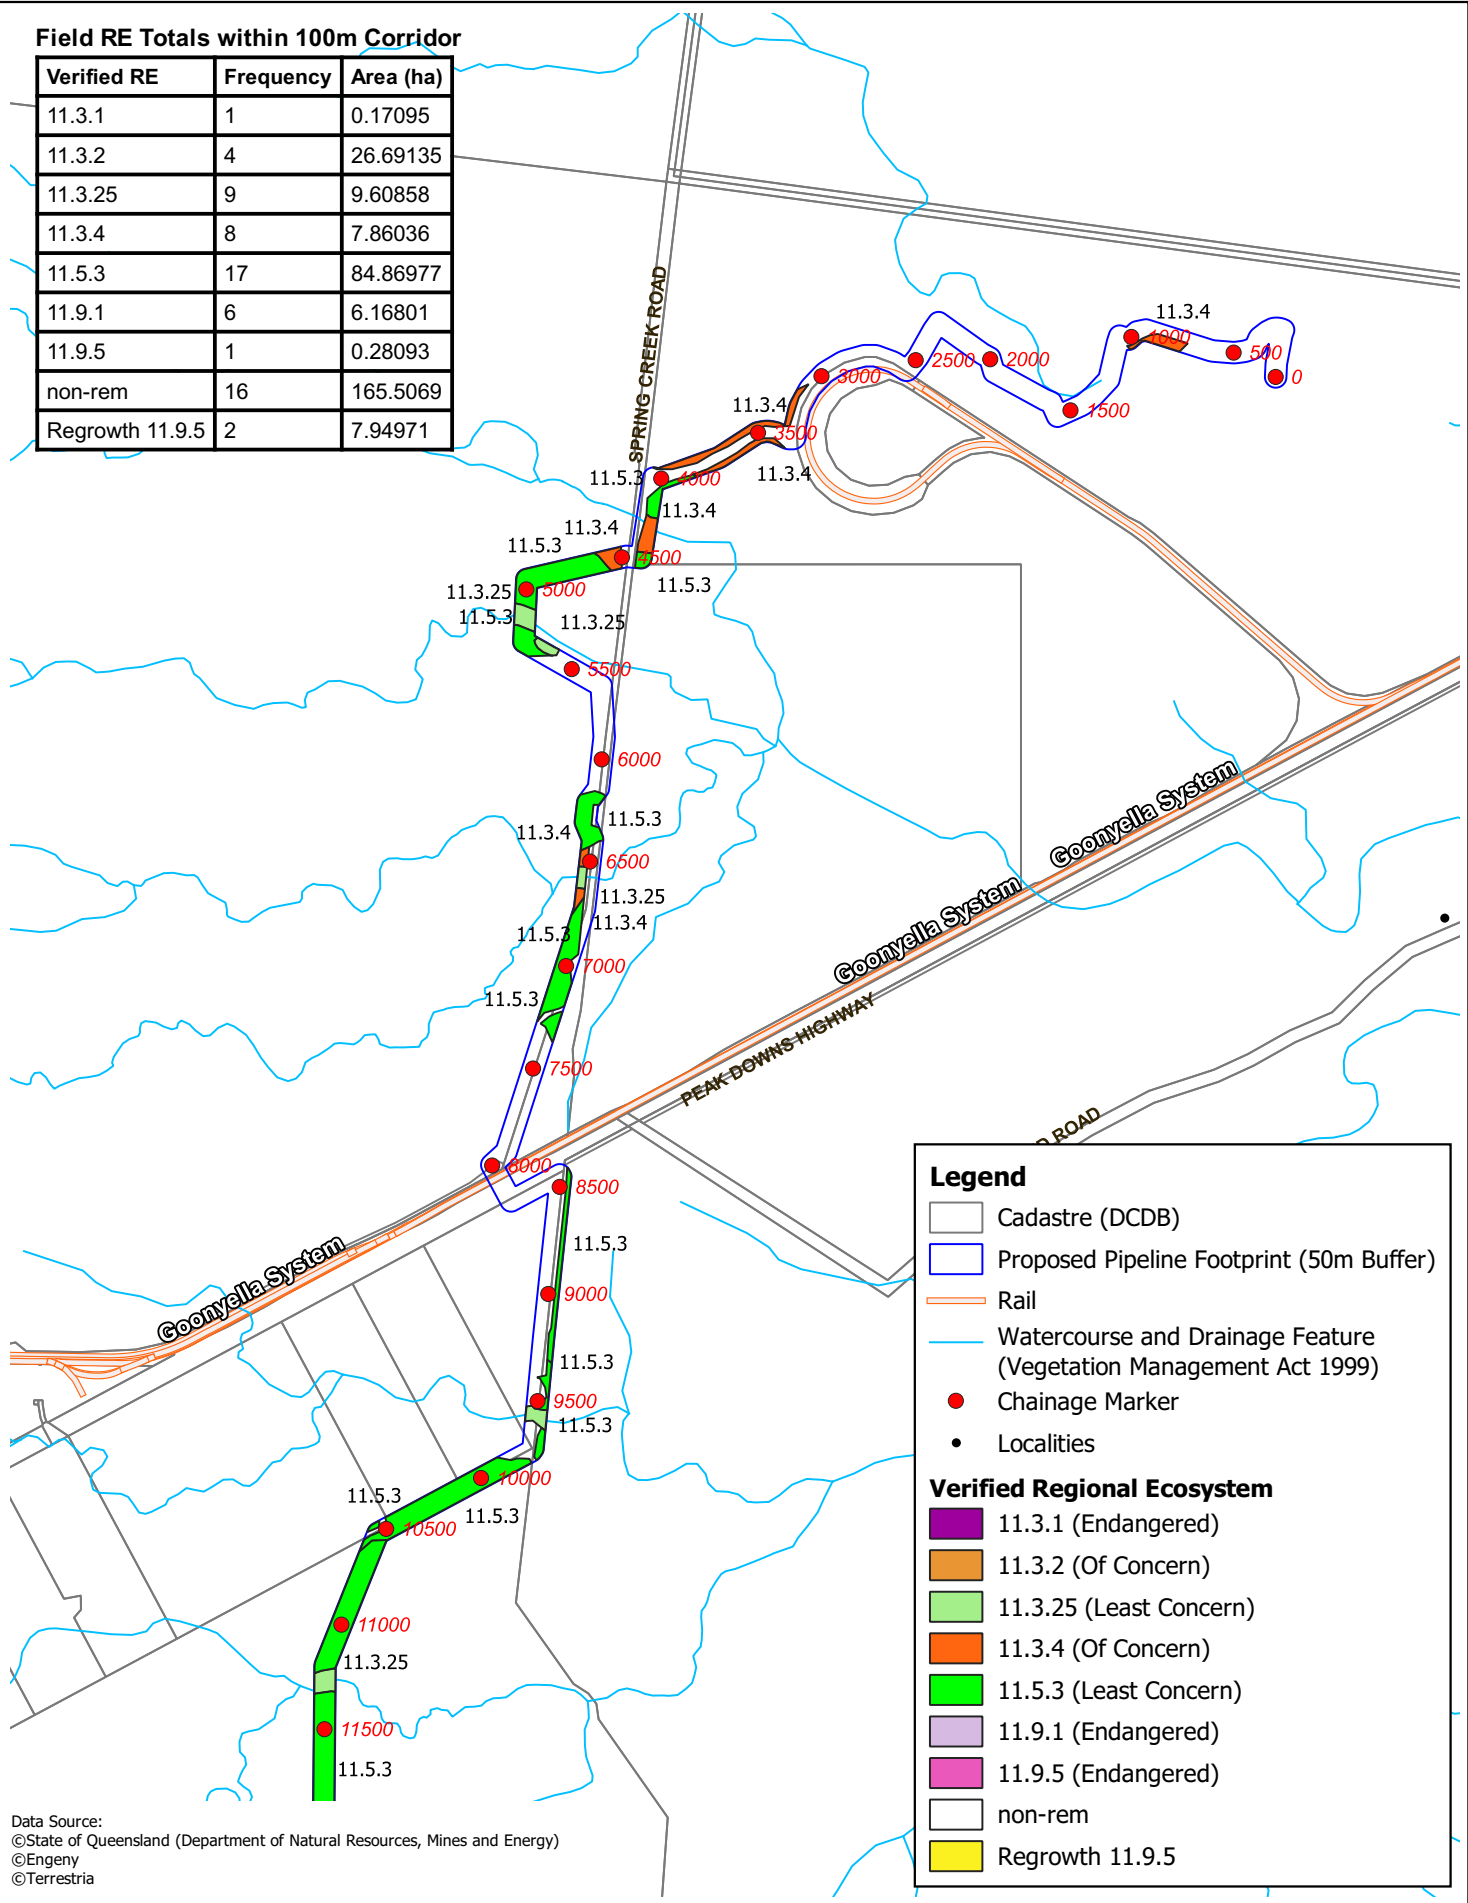 Field RE Totals within 100m Corridor
Verified RE Frequency Area (ha)
11.3.1 1 0.17095
11.3.2 4 26.69135
11.3.25 9 9.60858
11.3.4 8 7.86036
11.5.3 17 84.86977
11.9.1 6 6.16801
11.9.5 1 0.28093
non-rem 16 165.5069
Regrowth 11.9.5 2 7.94971
SPRING CREEK ROAD
11.3.4
1000
500
0
2500
2000
1500
3000
11.3.4
3500
11.3.4
11.5.3
4000
11.3.4
11.3.4
11.5.3
4500
11.5.3
11.3.25
5000
11.5.3
11.3.25
5500
6000
11.5.3
11.3.4
6500
11.3.25
11.3.4
11.5.3
7000
11.5.3
7500
Goonyella System
Goonyella System
PEAK DOWNS HIGHWAY
D ROAD
8000
8500
11.5.3
Goonyella System
9000
11.5.3
9500
11.5.3
10000
11.5.3
11.5.3
10500
11000
11.3.25
11500
11.5.3
Legend
Cadastre (DCDB)
Proposed Pipeline Footprint (50m Buffer)
Rail
Watercourse and Drainage Feature
(Vegetation Management Act 1999)
Chainage Marker
Localities
Verified Regional Ecosystem
11.3.1 (Endangered)
11.3.2 (Of Concern)
11.3.25 (Least Concern)
11.3.4 (Of Concern)
11.5.3 (Least Concern)
11.9.1 (Endangered)
11.9.5 (Endangered)
non-rem
Regrowth 11.9.5
Data Source:
©State of Queensland (Department of Natural Resources, Mines and Energy)
©Engeny
©Terrestria